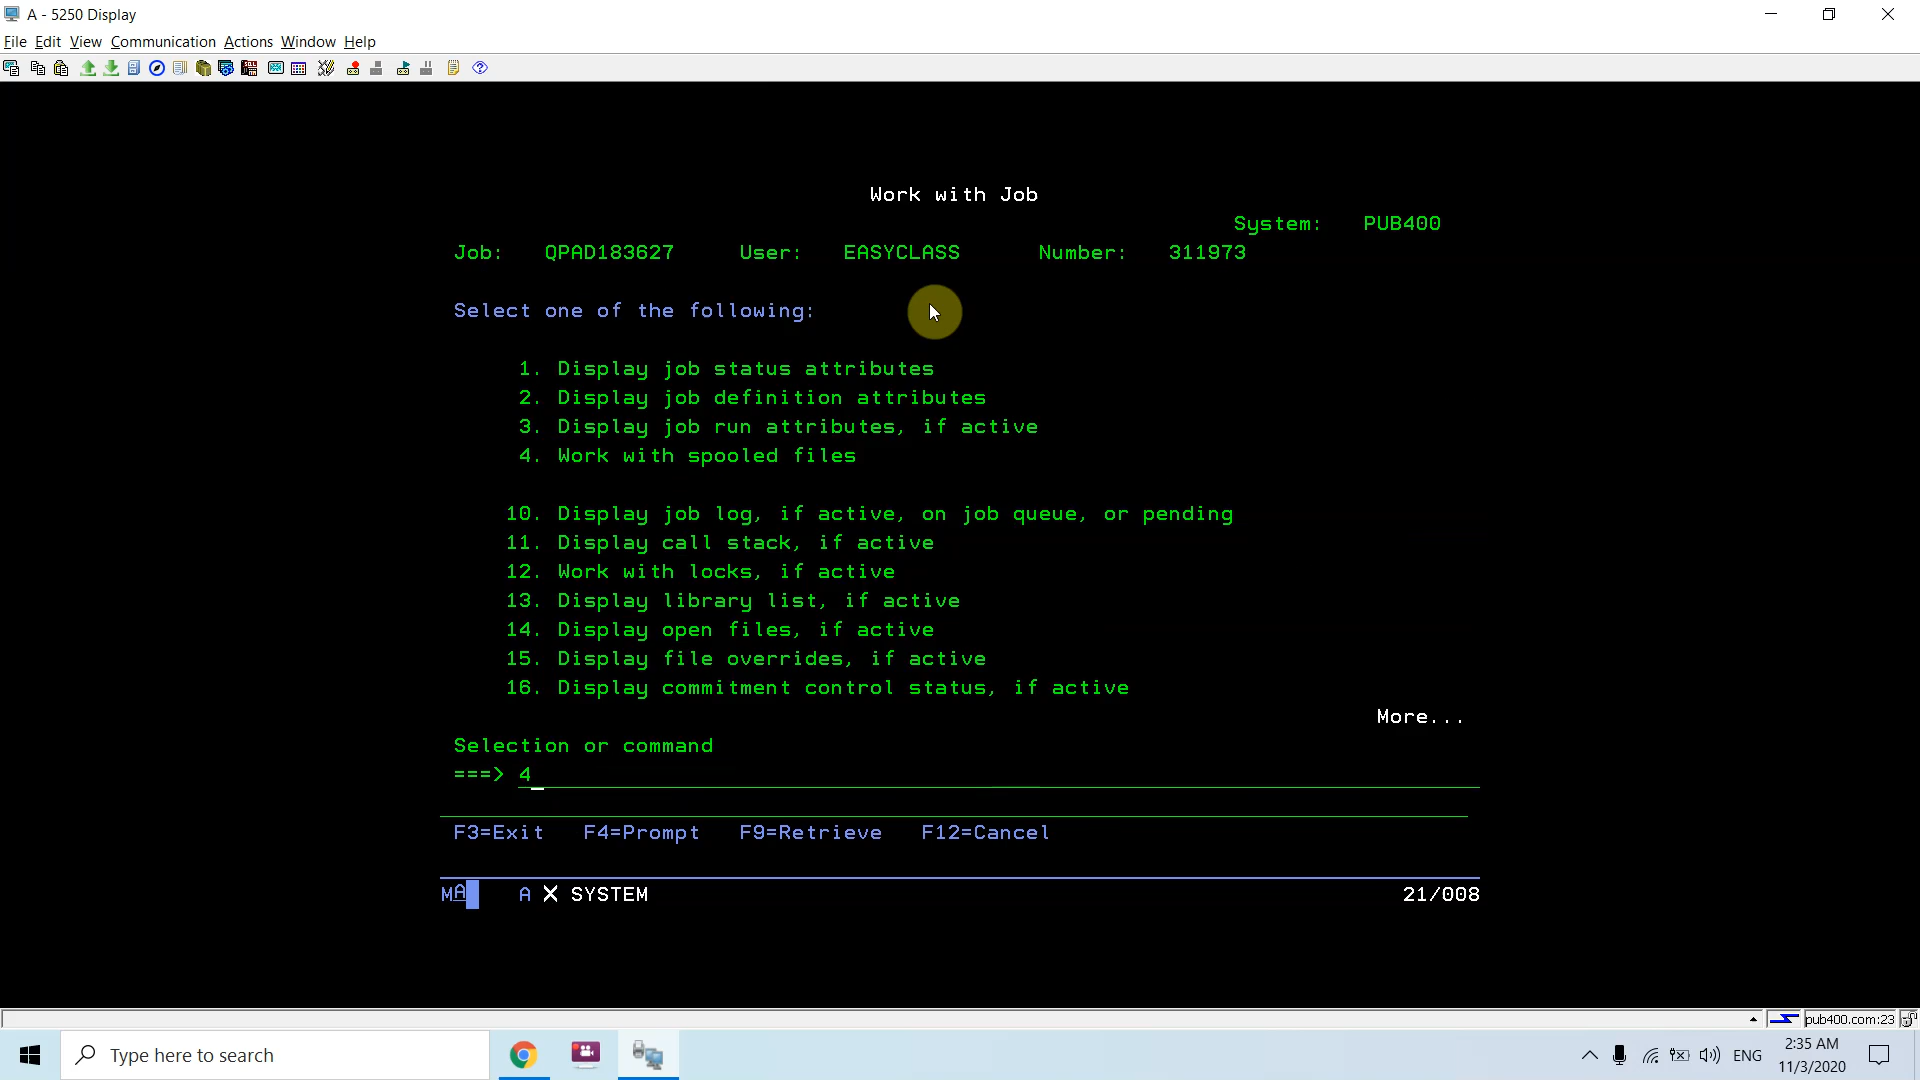 A - 5250 Display
File Edit View Communication Actions Window Help
Work with Job
System: PUB400
Job: QPAD183627 User: EASYCLASS Number: 311973
Select one of the following:
1. Display job status attributes
2. Display job definition attributes
3. Display job run attributes, if active
4. Work with spooled files
10. Display job log, if active, on job queue, or pending
11. Display call stack, if active
12. Work with locks, if active
13. Display library list, if active
14. Display open files, if active
15. Display file overrides, if active
16. Display commitment control status, if active
More...
Selection or command
===> 4
F3=Exit F4=Prompt F9=Retrieve F12=Cancel
MA A X SYSTEM 21/008
pub400.com:23
Type here to search
ENG
2:35 AM
11/3/2020